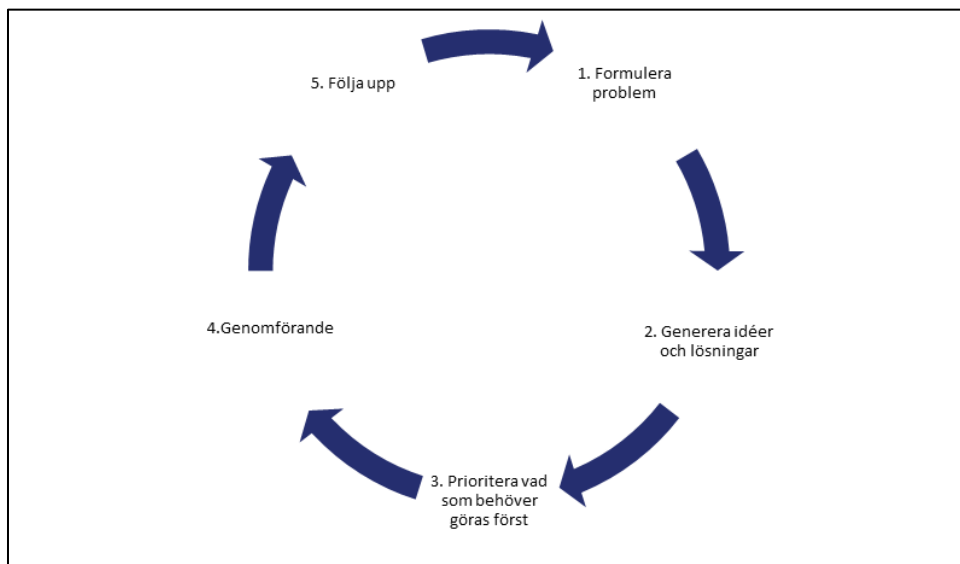 1. Formulera
problem
2. Generera idéer
och lösningar
3. Prioritera vad
som behöver
göras först
4.Genomförande
5. Följa upp